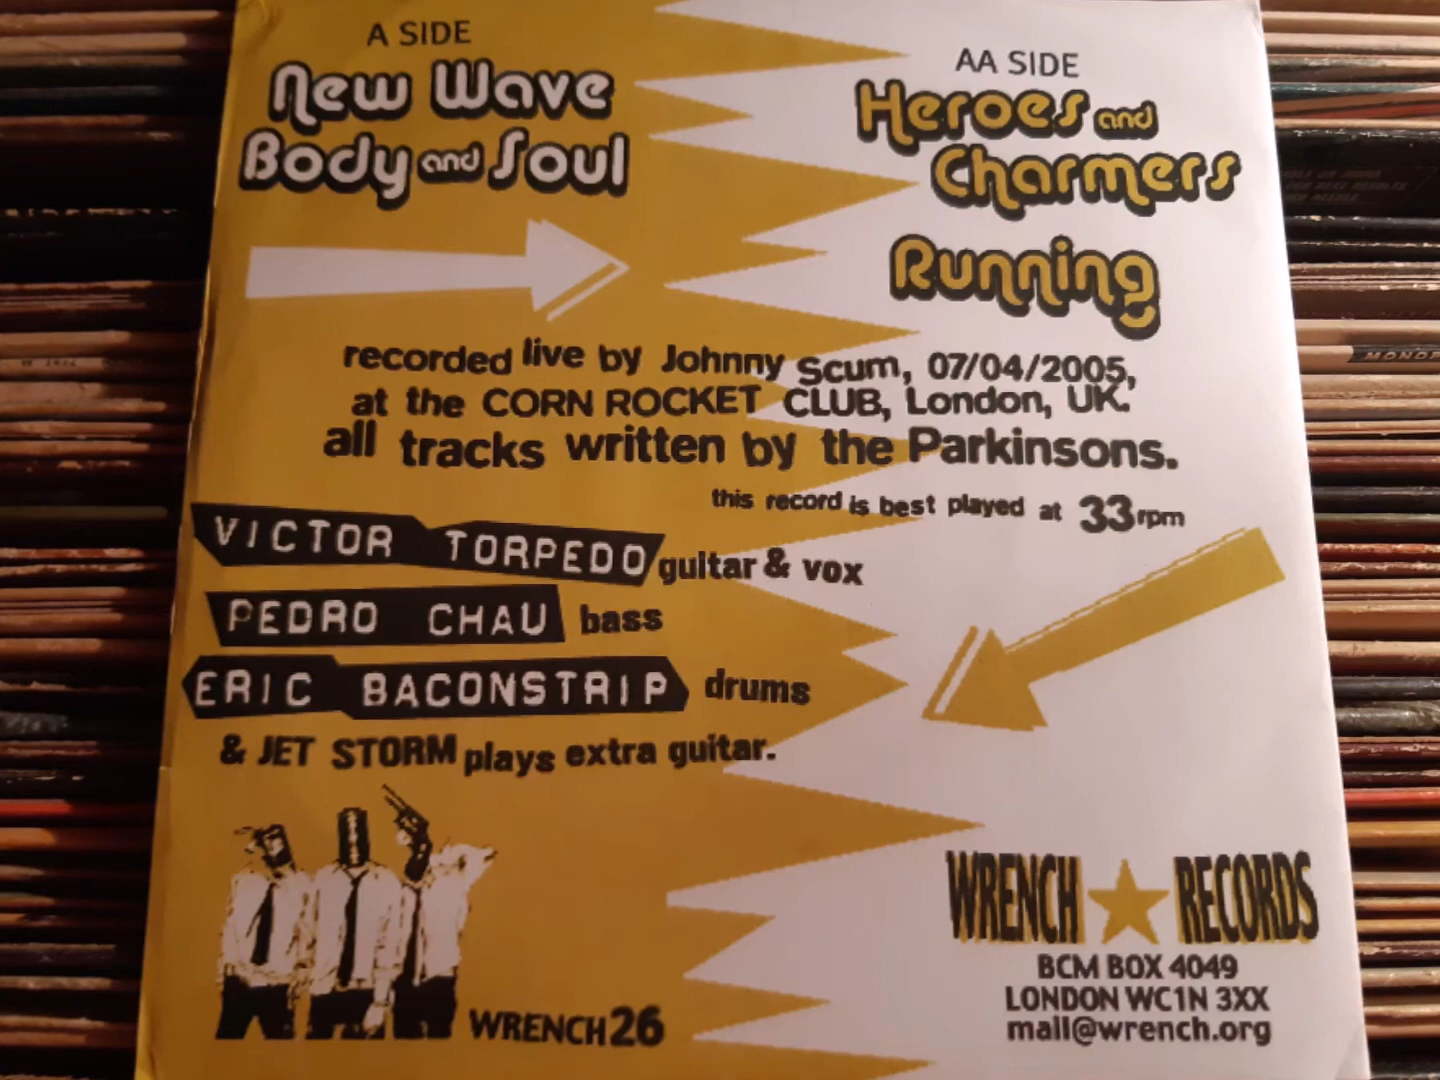 A SIDE
New Wave
Body and Soul
AA SIDE
Heroes and
Charmers
Running
recorded live by Johnny Scum, 07/04/2005,
at the CORN ROCKET CLUB, London, UK.
all tracks written by the Parkinsons.
this record is best played at 33rpm
VICTOR TORPEDO guitar & vox
PEDRO CHAU bass
ERIC BACONSTRIP drums
& JET STORM plays extra guitar.
WRENCH26
WRENCH RECORDS
BCM BOX 4049
LONDON WC1N 3XX
mail@wrench.org